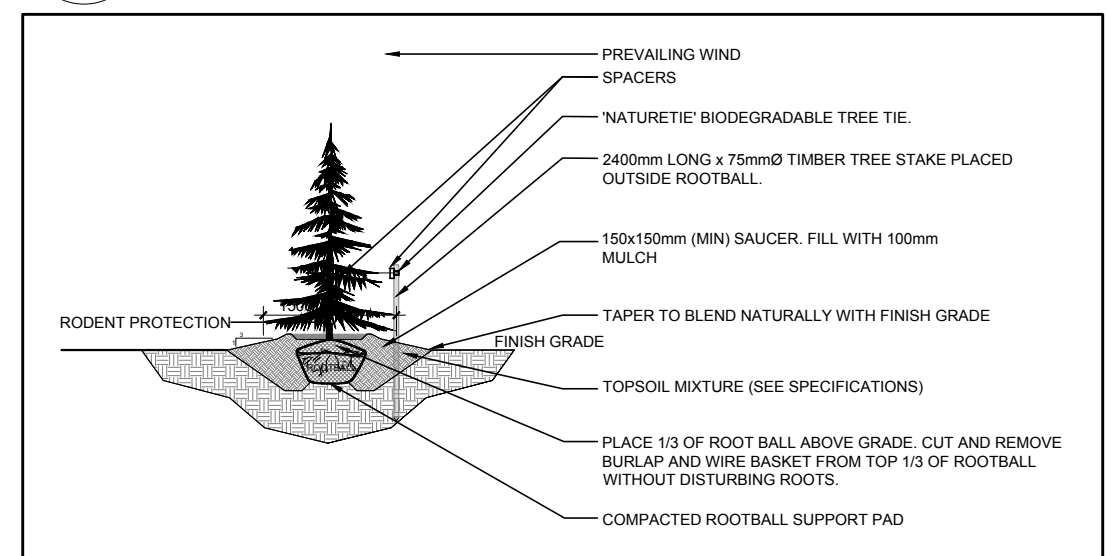 PREVAILING WIND
SPACERS
'NATURETIE' BIODEGRADABLE TREE TIE.
2400mm LONG x 75mmØ TIMBER TREE STAKE PLACED
OUTSIDE ROOTBALL.
150x150mm (MIN) SAUCER. FILL WITH 100mm
MULCH
RODENT PROTECTION
TAPER TO BLEND NATURALLY WITH FINISH GRADE
3
1
FINISH GRADE
TOPSOIL MIXTURE (SEE SPECIFICATIONS)
PLACE 1/3 OF ROOT BALL ABOVE GRADE. CUT AND REMOVE
BURLAP AND WIRE BASKET FROM TOP 1/3 OF ROOTBALL
WITHOUT DISTURBING ROOTS.
COMPACTED ROOTBALL SUPPORT PAD